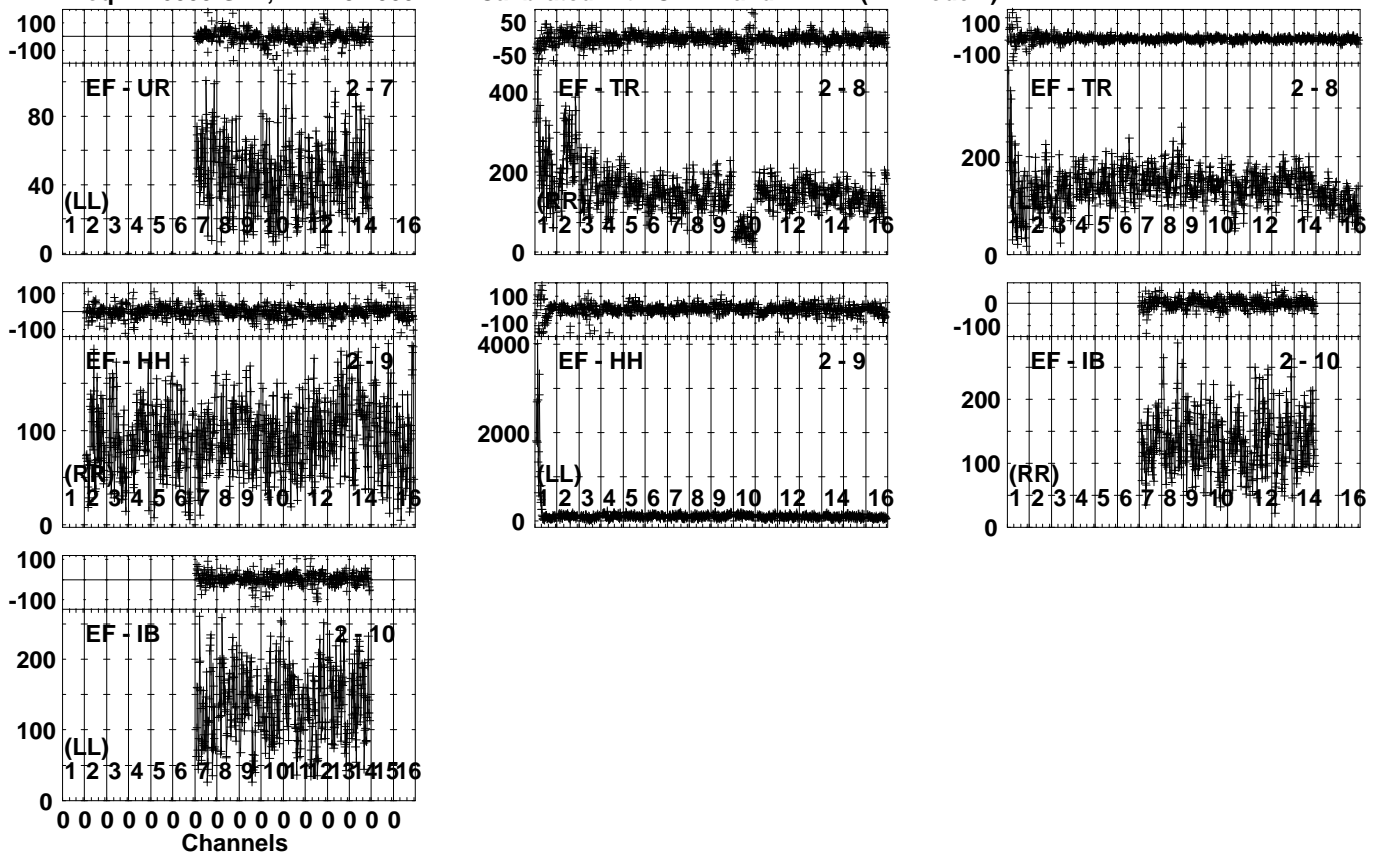 100
-100
EF - UR 2 - 7
80
40
(LL)
1 2 3 4 5 6 7 8 9 10 12 14 16
0
50
-50
400
EF - TR 2 - 8
200
(RR)
1 2 3 4 5 6 7 8 9 10 12 14 16
0
100
-100
EF - TR 2 - 8
200
2 3 4 5 6 7 8 9 10 12 14 16
0
100
-100
EF - HH 2 - 9
100
(RR)
1 2 3 4 5 6 7 8 9 10 12 14 16
0
100
-100
4000
EF - HH 2 - 9
2000
(LL)
1 2 3 4 5 6 7 8 9 10 12 14 16
0
0
-100
EF - IB 2 - 10
200
100
(RR)
1 2 3 4 5 6 7 8 9 10 12 14 16
0
100
-100
EF - IB 2 - 10
200
100
(LL)
1 2 3 4 5 6 7 8 9 10 11 12 13 14 15 16
0
0 0 0 0 0 0 0 0 0 0 0 0 0 0 0 0
Channels